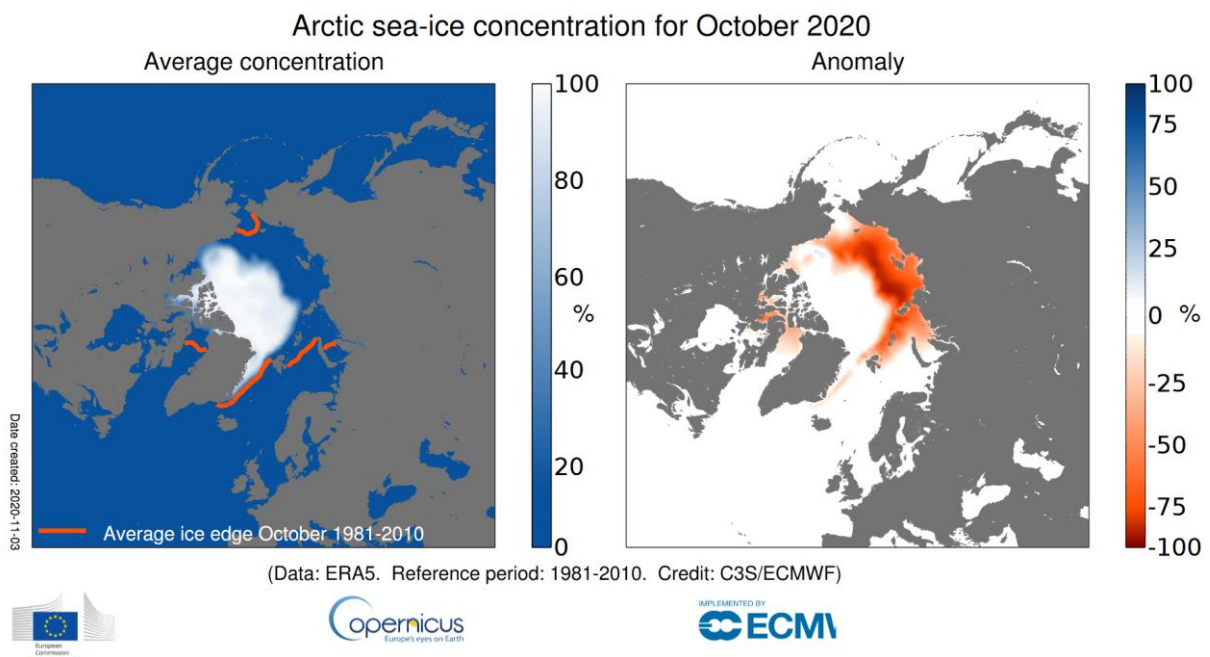 Arctic sea-ice concentration for October 2020
Average concentration
Anomaly
100
80
60
%
40
20
0
100
75
50
25
0 %
-25
-50
-75
-100
Date created: 2020-11-03
Average ice edge October 1981-2010
(Data: ERA5. Reference period: 1981-2010. Credit: C3S/ECMWF)
European
Commission
Copernicus
Europe's eyes on Earth
IMPLEMENTED BY
ECMW